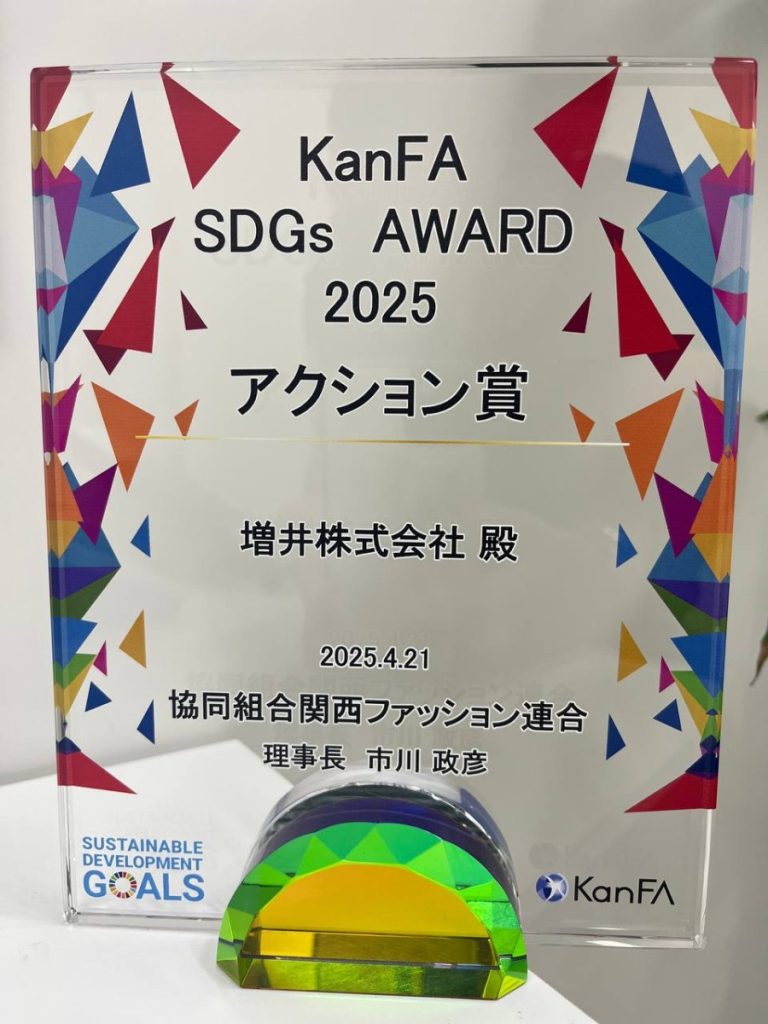 KanFA
SDGs AWARD
2025
アクション賞
増井株式会社 殿
2025.4.21
協同組合関西ファッション連合
理事長 市川 政彦
SUSTAINABLE
DEVELOPMENT
GOALS
KanFA